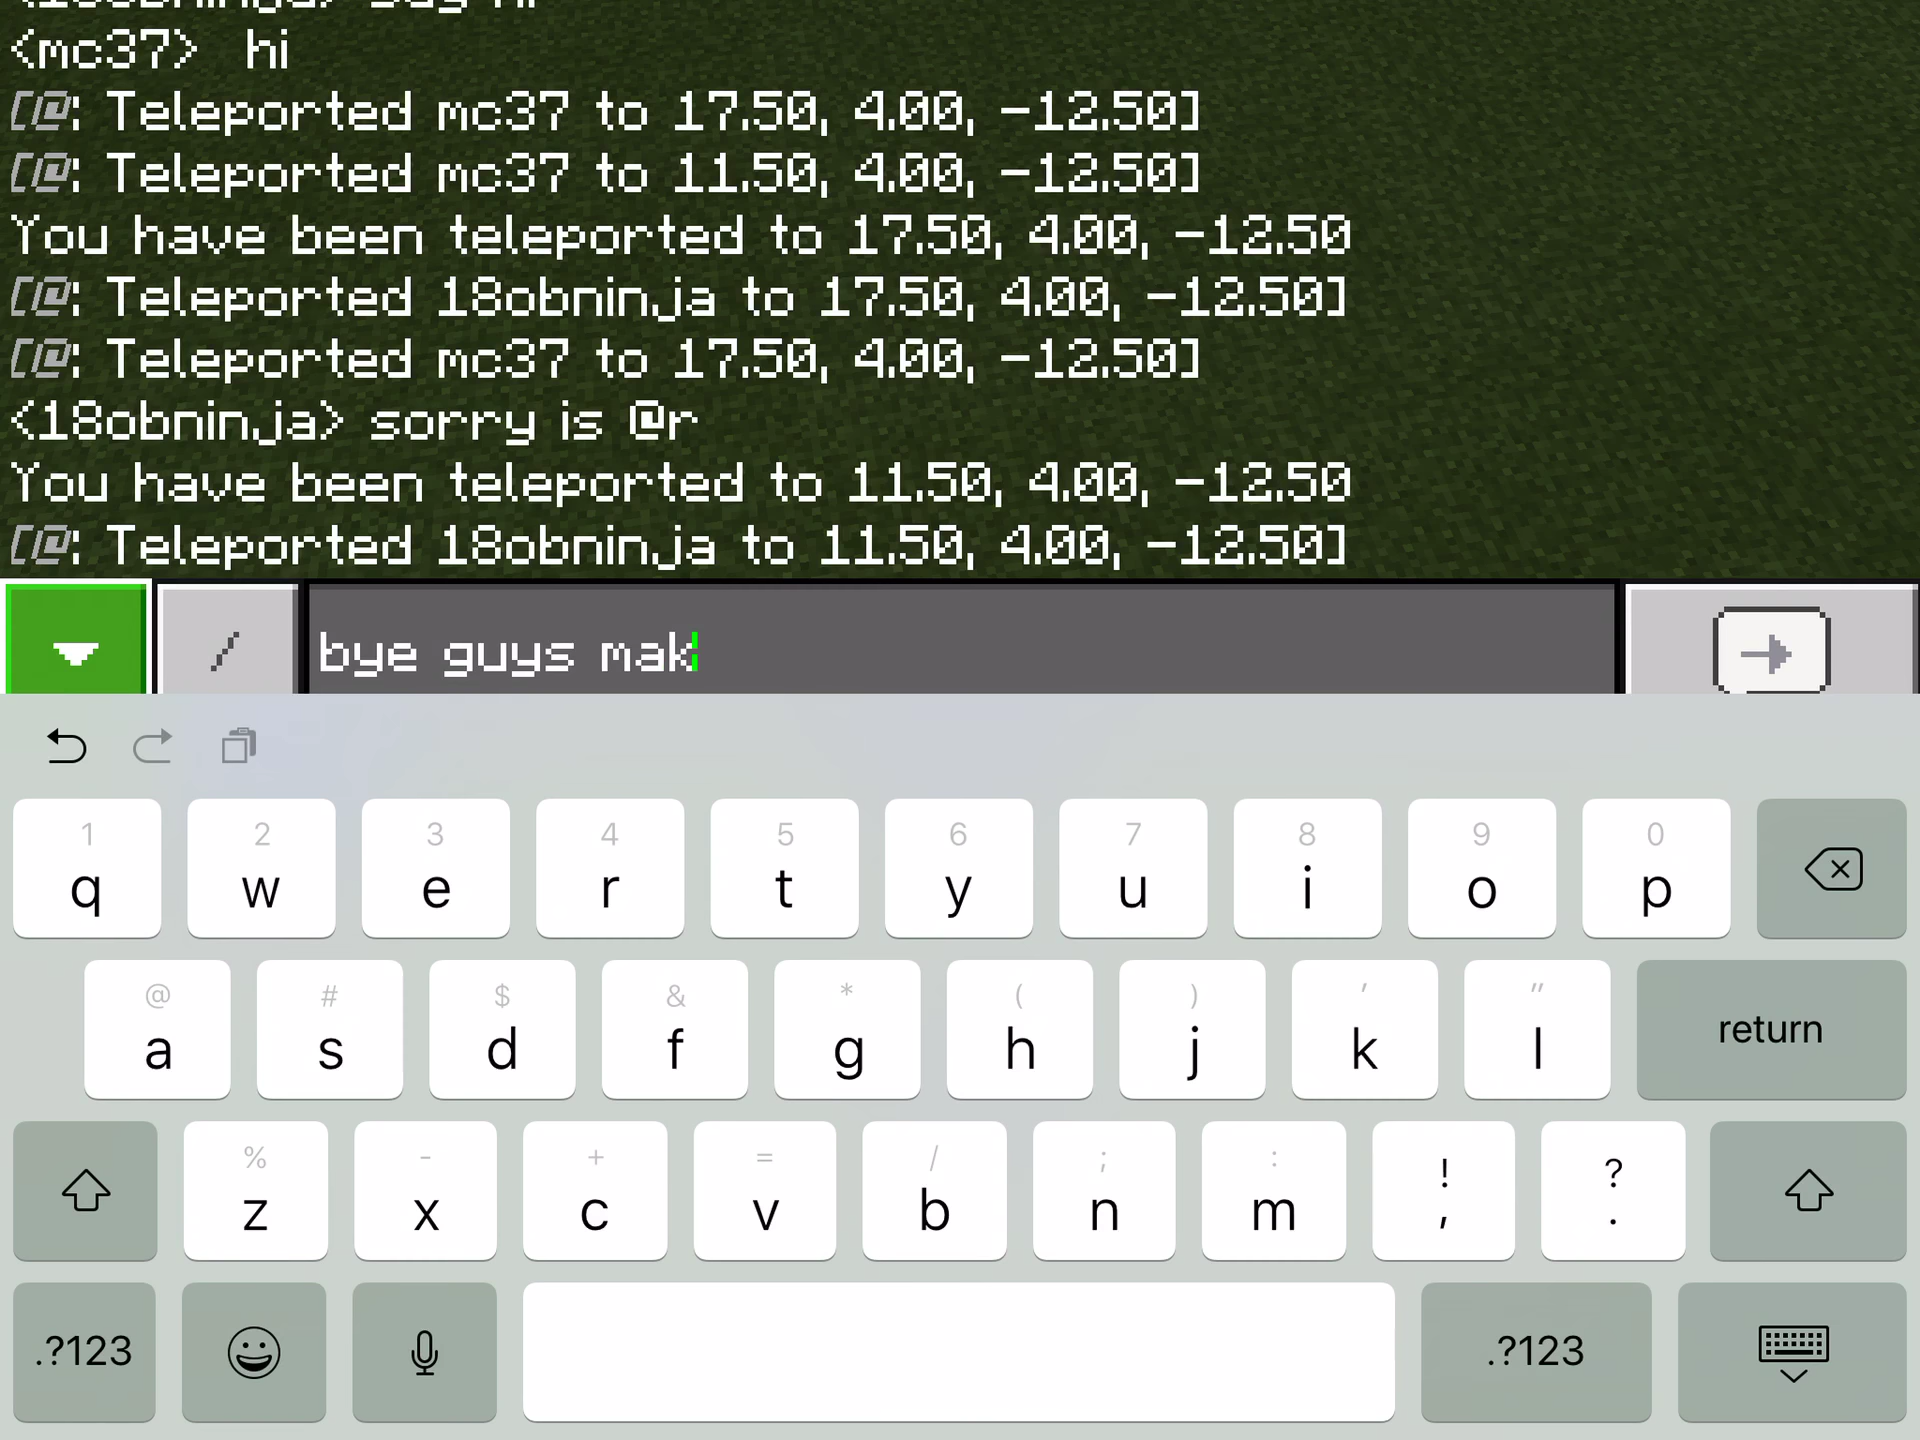 <mc37> hi
[@: Teleported mc37 to 17.50, 4.00, -12.50]
[@: Teleported mc37 to 11.50, 4.00, -12.50]
You have been teleported to 17.50, 4.00, -12.50
[@: Teleported 18obninja to 17.50, 4.00, -12.50]
[@: Teleported mc37 to 17.50, 4.00, -12.50]
<18obninja> sorry is @r
You have been teleported to 11.50, 4.00, -12.50
[@: Teleported 18obninja to 11.50, 4.00, -12.50]
/ bye guys mak
1 2 3 4 5 6 7 8 9 0
q w e r t y u i o p
@ # $ & * ( ) ' "
a s d f g h j k l return
% - + = / ; : ! ?
z x c v b n m , .
.?123 .?123